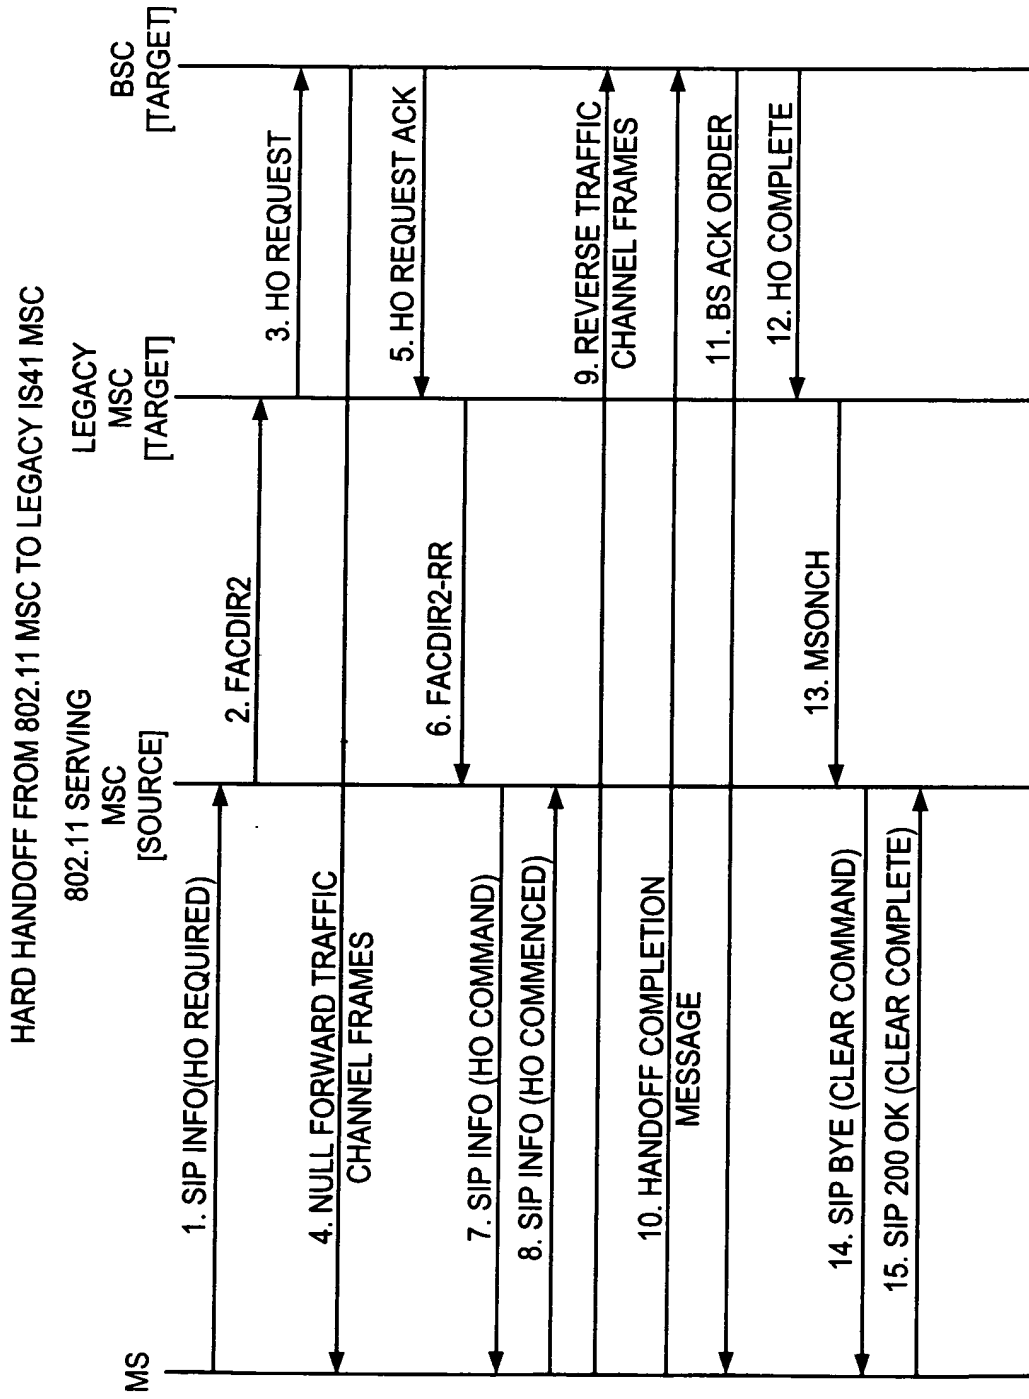 HARD HANDOFF FROM 802.11 MSC TO LEGACY IS41 MSC
MS
802.11 SERVING
MSC
[SOURCE]
LEGACY
MSC
[TARGET]
BSC
[TARGET]
1. SIP INFO(HO REQUIRED)
2. FACDIR2
3. HO REQUEST
4. NULL FORWARD TRAFFIC
CHANNEL FRAMES
5. HO REQUEST ACK
6. FACDIR2-RR
7. SIP INFO (HO COMMAND)
8. SIP INFO (HO COMMENCED)
9. REVERSE TRAFFIC
CHANNEL FRAMES
10. HANDOFF COMPLETION
MESSAGE
11. BS ACK ORDER
12. HO COMPLETE
13. MSONCH
14. SIP BYE (CLEAR COMMAND)
15. SIP 200 OK (CLEAR COMPLETE)